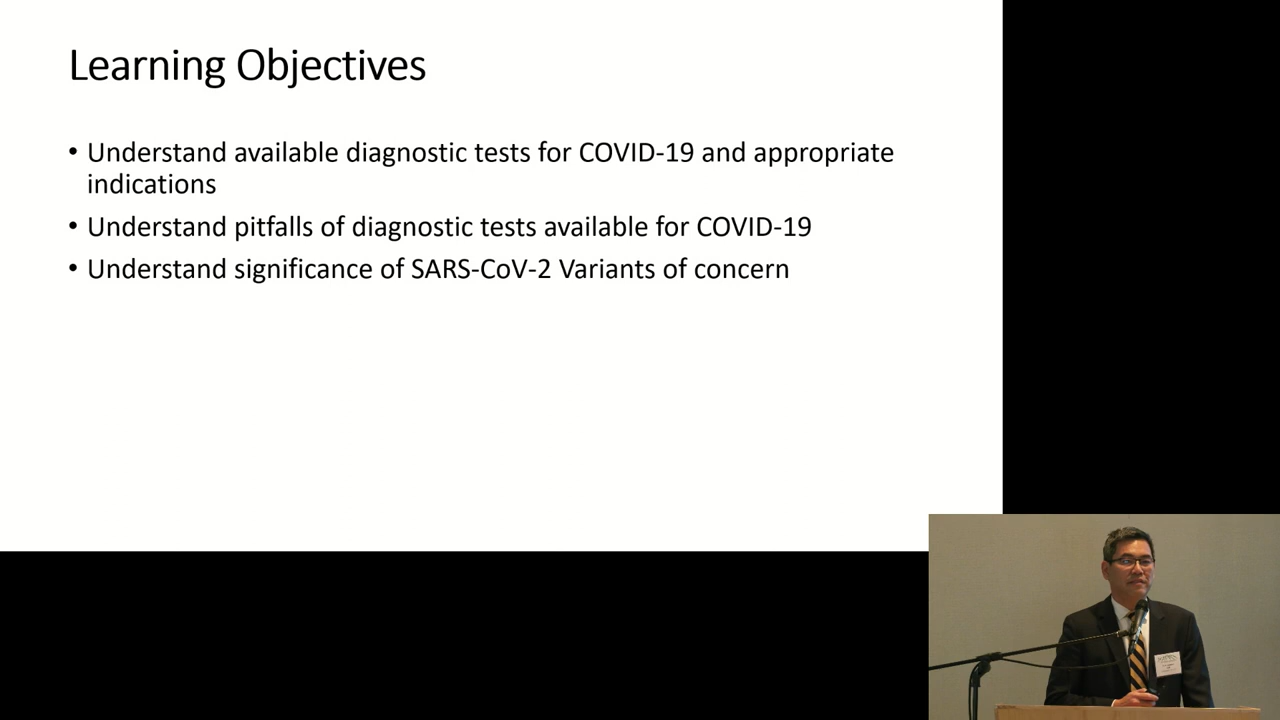 Learning Objectives
• Understand available diagnostic tests for COVID-19 and appropriate
indications
• Understand pitfalls of diagnostic tests available for COVID-19
• Understand significance of SARS-CoV-2 Variants of concern